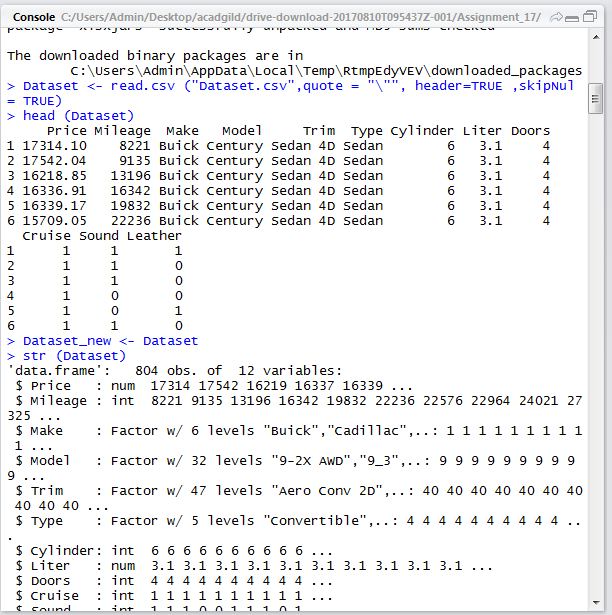 Console C:/Users/Admin/Desktop/acadgild/drive-download-20170810T095437Z-001/Assignment_17/
The downloaded binary packages are in
C:\Users\Admin\AppData\Local\Temp\RtmpEdyVEV\downloaded_packages
> Dataset <- read.csv ("Dataset.csv",quote = "\"", header=TRUE ,skipNul
= TRUE)
> head (Dataset)
Price Mileage Make Model Trim Type Cylinder Liter Doors
1 17314.10 8221 Buick Century Sedan 4D Sedan 6 3.1 4
2 17542.04 9135 Buick Century Sedan 4D Sedan 6 3.1 4
3 16218.85 13196 Buick Century Sedan 4D Sedan 6 3.1 4
4 16336.91 16342 Buick Century Sedan 4D Sedan 6 3.1 4
5 16339.17 19832 Buick Century Sedan 4D Sedan 6 3.1 4
6 15709.05 22236 Buick Century Sedan 4D Sedan 6 3.1 4
Cruise Sound Leather
1 1 1 1
2 1 1 0
3 1 1 0
4 1 0 0
5 1 0 1
6 1 1 0
> Dataset_new <- Dataset
> str (Dataset)
'data.frame': 804 obs. of 12 variables:
$ Price : num 17314 17542 16219 16337 16339 ...
$ Mileage : int 8221 9135 13196 16342 19832 22236 22576 22964 24021 27
325 ...
$ Make : Factor w/ 6 levels "Buick","Cadillac",..: 1 1 1 1 1 1 1 1 1
1 ...
$ Model : Factor w/ 32 levels "9-2X AWD","9_3",..: 9 9 9 9 9 9 9 9 9
9 ...
$ Trim : Factor w/ 47 levels "Aero Conv 2D",..: 40 40 40 40 40 40 40
40 40 40 ...
$ Type : Factor w/ 5 levels "Convertible",..: 4 4 4 4 4 4 4 4 4 4 ..
.
$ Cylinder: int 6 6 6 6 6 6 6 6 6 6 ...
$ Liter : num 3.1 3.1 3.1 3.1 3.1 3.1 3.1 3.1 3.1 3.1 ...
$ Doors : int 4 4 4 4 4 4 4 4 4 4 ...
$ Cruise : int 1 1 1 1 1 1 1 1 1 1 ...
$ Sound : int 1 1 1 0 0 1 1 1 0 1 ...